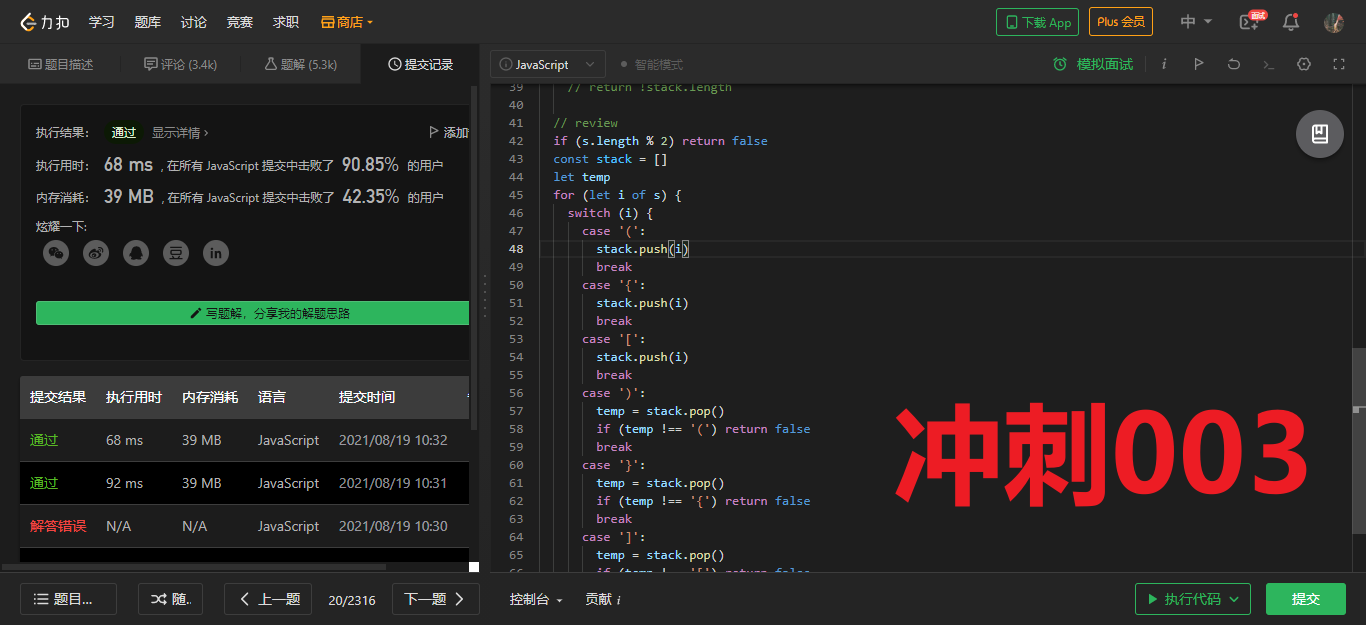 力扣 学习 题库 讨论 竞赛 求职 商店 下载 App Plus 会员 中 面试
题目描述 评论 (3.4k) 题解 (5.3k) 提交记录
JavaScript 智能模式 模拟面试 i
执行结果： 通过 显示详情 › 添加
执行用时： 68 ms , 在所有 JavaScript 提交中击败了 90.85% 的用户
内存消耗： 39 MB , 在所有 JavaScript 提交中击败了 42.35% 的用户
炫耀一下:
豆 in
写题解，分享我的解题思路
提交结果 执行用时 内存消耗 语言 提交时间
通过 68 ms 39 MB JavaScript 2021/08/19 10:32
通过 92 ms 39 MB JavaScript 2021/08/19 10:31
解答错误 N/A N/A JavaScript 2021/08/19 10:30
39 // return !stack.length
40
41 // review
42 if (s.length % 2) return false
43 const stack = []
44 let temp
45 for (let i of s) {
46 switch (i) {
47 case '(':
48 stack.push(i)
49 break
50 case '{':
51 stack.push(i)
52 break
53 case '[':
54 stack.push(i)
55 break
56 case ')':
57 temp = stack.pop()
58 if (temp !== '(') return false
59 break
60 case '}':
61 temp = stack.pop()
62 if (temp !== '{') return false
63 break
64 case ']':
65 temp = stack.pop()
66 if (temp !== '[') return false
冲刺003
题目... 随.. 上一题 20/2316 下一题 控制台 贡献 i 执行代码 提交